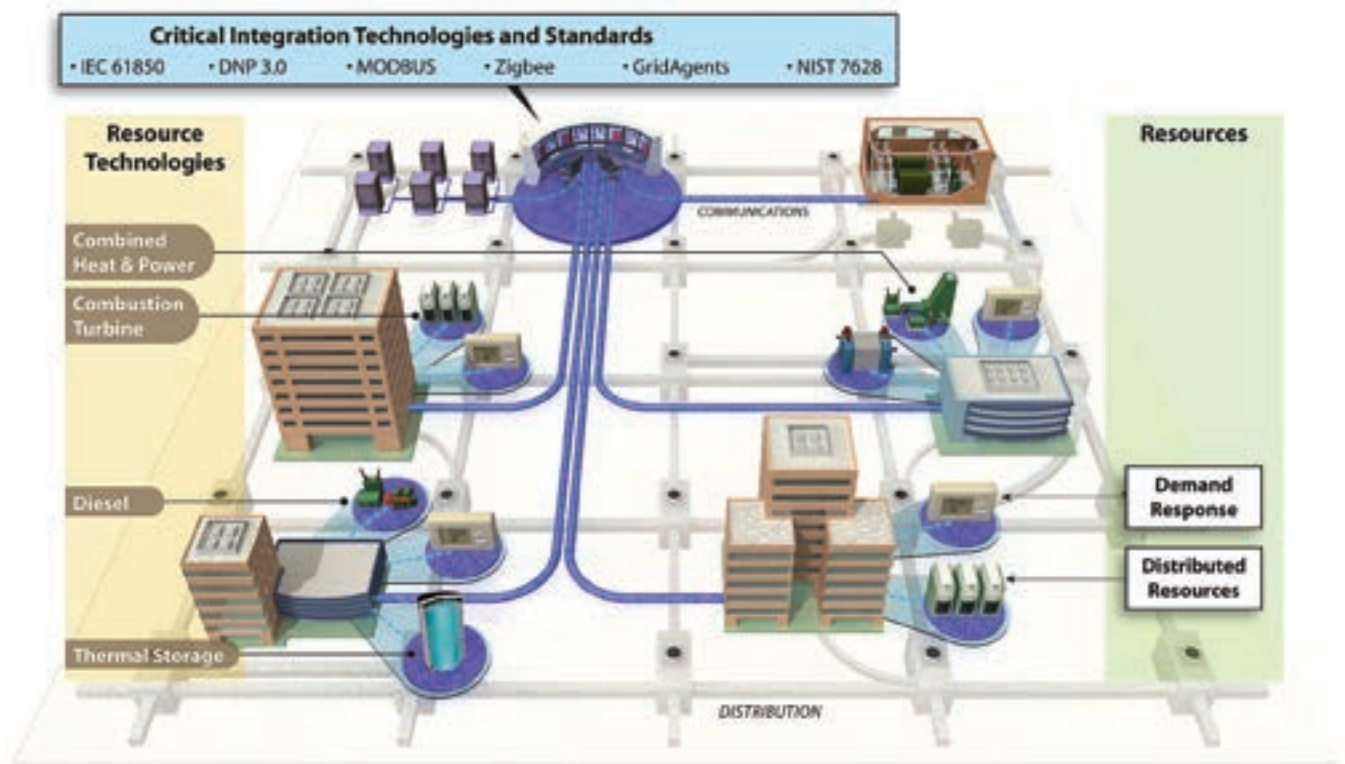 Critical Integration Technologies and Standards
• IEC 61850 • DNP 3.0 • MODBUS • Zigbee • GridAgents • NIST 7628
Resource
Technologies
Resources
COMMUNICATIONS
Combined
Heat & Power
Combustion
Turbine
Diesel
Demand
Response
Distributed
Resources
Thermal Storage
DISTRIBUTION